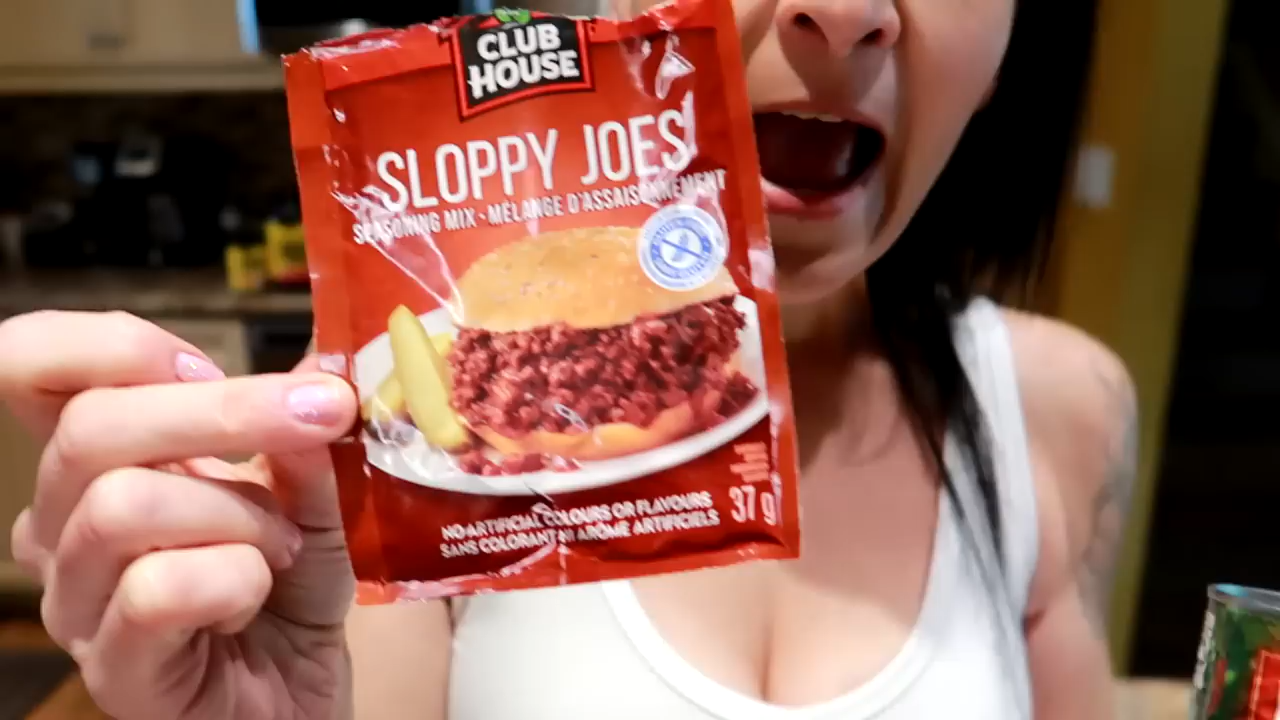 CLUB
HOUSE
SLOPPY JOES
SEASONING MIX • MÉLANGE D'ASSAISONNEMENT
NO ARTIFICIAL COLOURS OR FLAVOURS
SANS COLORANT NI ARÔME ARTIFICIELS
37 g